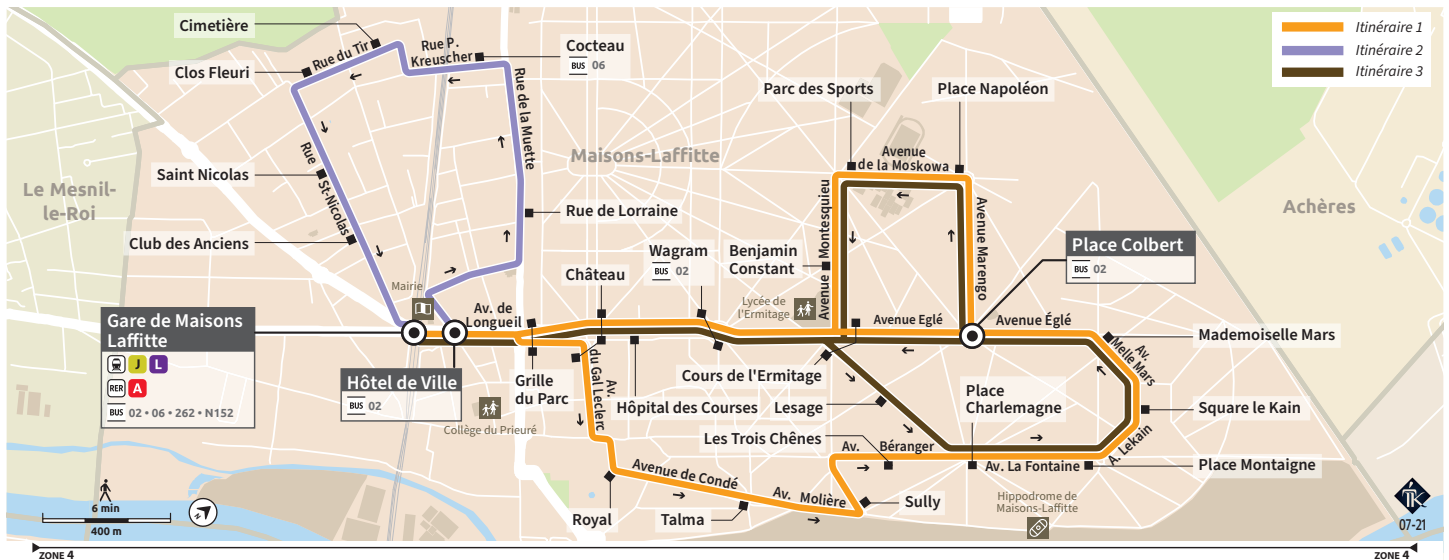 Cimetière
Clos Fleuri
Rue du Tir
Rue P.
Kreuscher
Cocteau
BUS 06
Itinéraire 1
Itinéraire 2
Itinéraire 3
Parc des Sports
Place Napoléon
Rue de la Muette
Maisons-Laffitte
Avenue
de la Moskowa
Le Mesnil-
le-Roi
Saint Nicolas
Rue St-Nicolas
Club des Anciens
Rue de Lorraine
Achères
Avenue Montesquieu
Avenue Marengo
Wagram
BUS 02
Benjamin
Constant
Place Colbert
BUS 02
Château
Mairie
Lycée de
l'Ermitage
Gare de Maisons
Laffitte
J L
RER A
BUS 02 • 06 • 262 • N152
Av. de
Longueil
Avenue Eglé
Avenue Églé
Mademoiselle Mars
Av.
Melle Mars
Hôtel de Ville
BUS 02
Grille
du Parc
Av.
du Gal Leclerc
Cours de l'Ermitage
Hôpital des Courses
Lesage
Place
Charlemagne
Square le Kain
Collège du Prieuré
Les Trois Chênes
Av. Béranger
A. Lekain
Av. La Fontaine
Place Montaigne
Avenue de Condé
Av. Molière
Sully
Royal
Talma
Hippodrome de
Maisons-Laffitte
6 min
400 m
TK
07-21
ZONE 4
ZONE 4